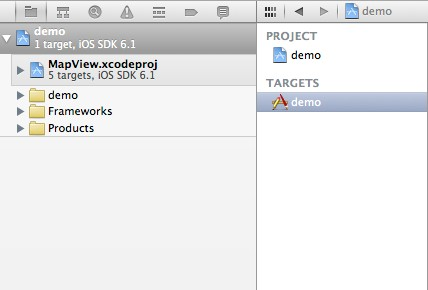 demo
1 target, iOS SDK 6.1
MapView.xcodeproj
5 targets, iOS SDK 6.1
demo
Frameworks
Products
demo
PROJECT
demo
TARGETS
demo